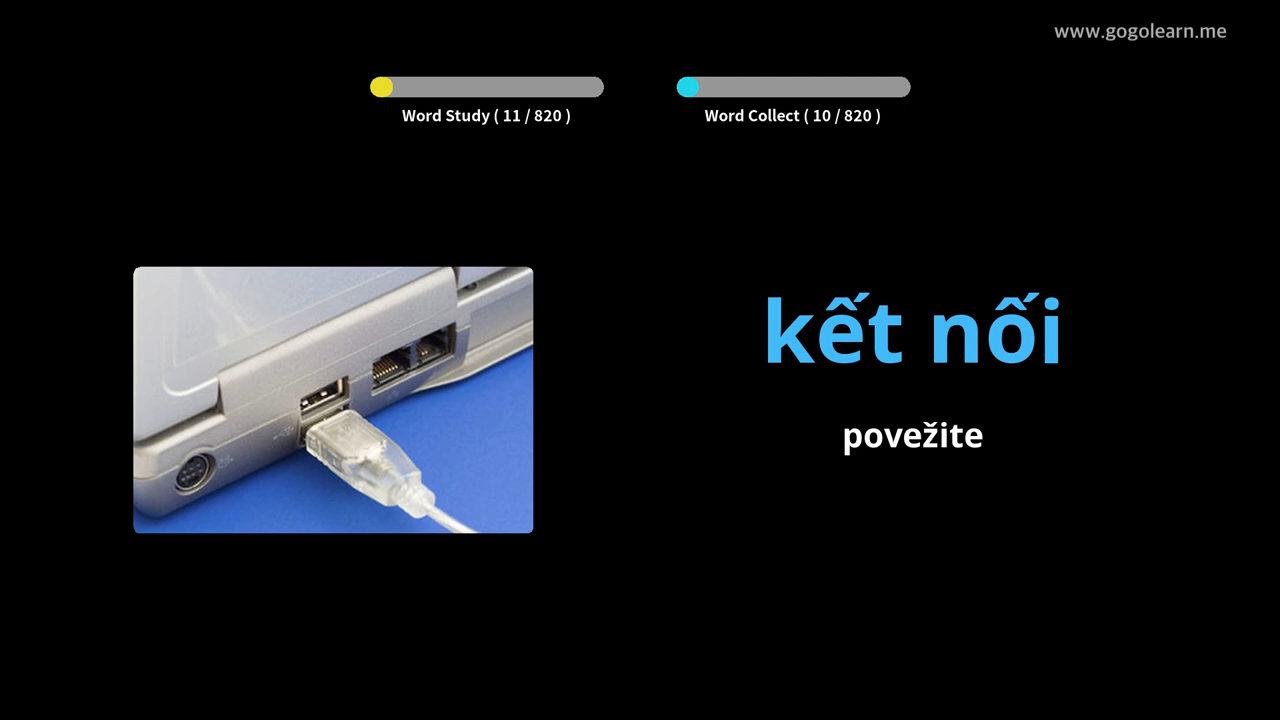 www.gogolearn.me
Word Study ( 11 / 820 )
Word Collect ( 10 / 820 )
kết nối
povežite